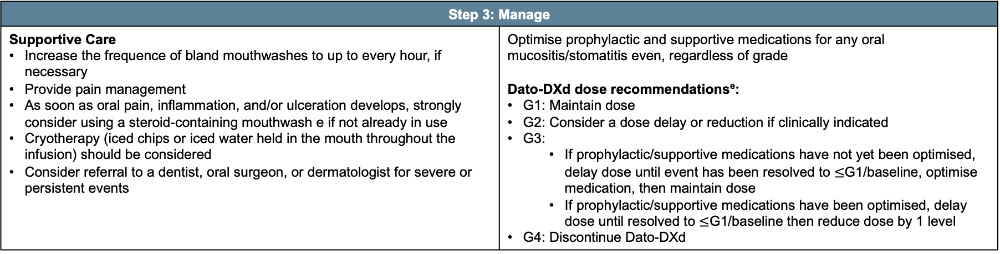 Step 3: Manage
Supportive Care
• Increase the frequence of bland mouthwashes to up to every hour, if
necessary
• Provide pain management
• As soon as oral pain, inflammation, and/or ulceration develops, strongly
consider using a steroid-containing mouthwash e if not already in use
• Cryotherapy (iced chips or iced water held in the mouth throughout the
infusion) should be considered
• Consider referral to a dentist, oral surgeon, or dermatologist for severe or
persistent events
Optimise prophylactic and supportive medications for any oral
mucositis/stomatitis even, regardless of grade
Dato-DXd dose recommendationsᵉ:
• G1: Maintain dose
• G2: Consider a dose delay or reduction if clinically indicated
• G3:
• If prophylactic/supportive medications have not yet been optimised,
delay dose until event has been resolved to ≤G1/baseline, optimise
medication, then maintain dose
• If prophylactic/supportive medications have been optimised, delay
dose until resolved to ≤G1/baseline then reduce dose by 1 level
• G4: Discontinue Dato-DXd